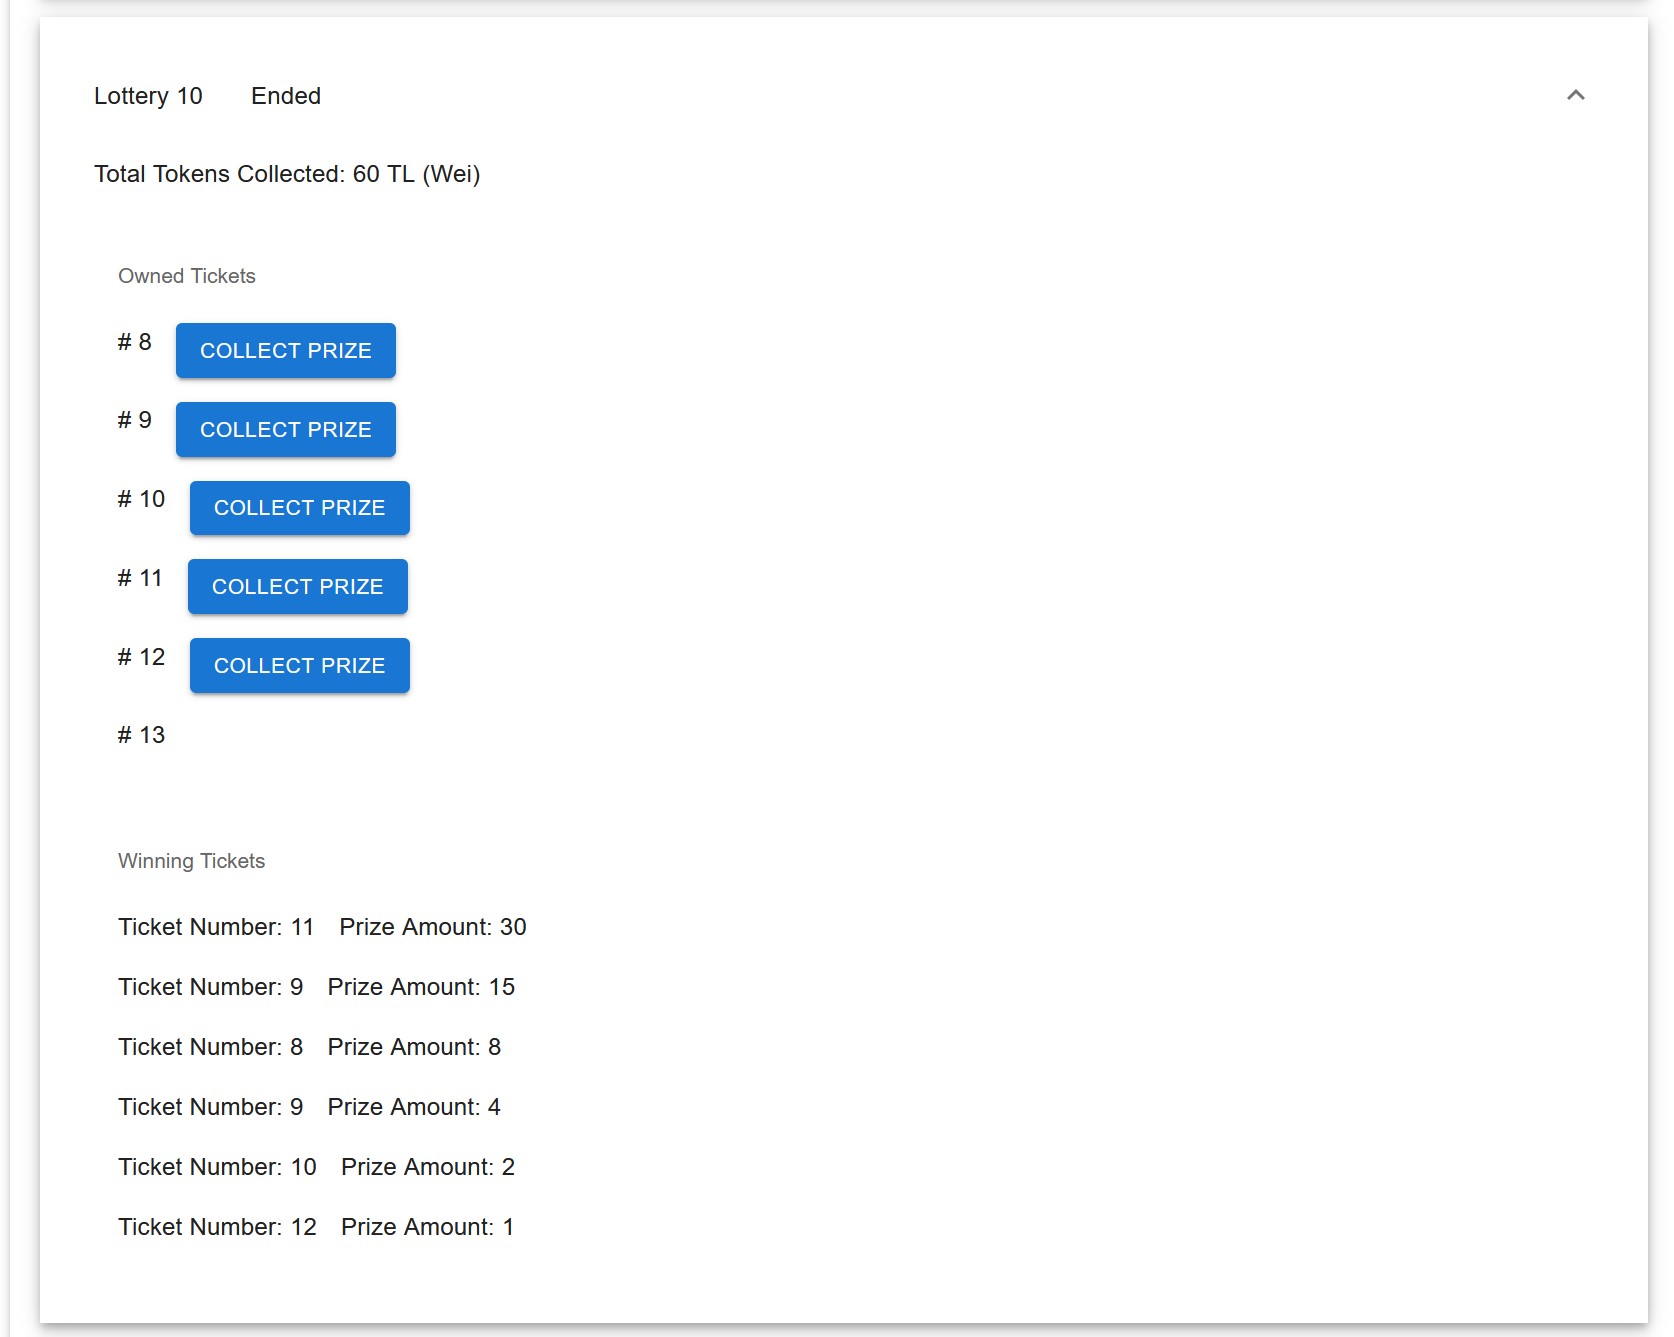 Lottery 10 Ended
Total Tokens Collected: 60 TL (Wei)
Owned Tickets
# 8 COLLECT PRIZE
# 9 COLLECT PRIZE
# 10 COLLECT PRIZE
# 11 COLLECT PRIZE
# 12 COLLECT PRIZE
# 13
Winning Tickets
Ticket Number: 11 Prize Amount: 30
Ticket Number: 9 Prize Amount: 15
Ticket Number: 8 Prize Amount: 8
Ticket Number: 9 Prize Amount: 4
Ticket Number: 10 Prize Amount: 2
Ticket Number: 12 Prize Amount: 1